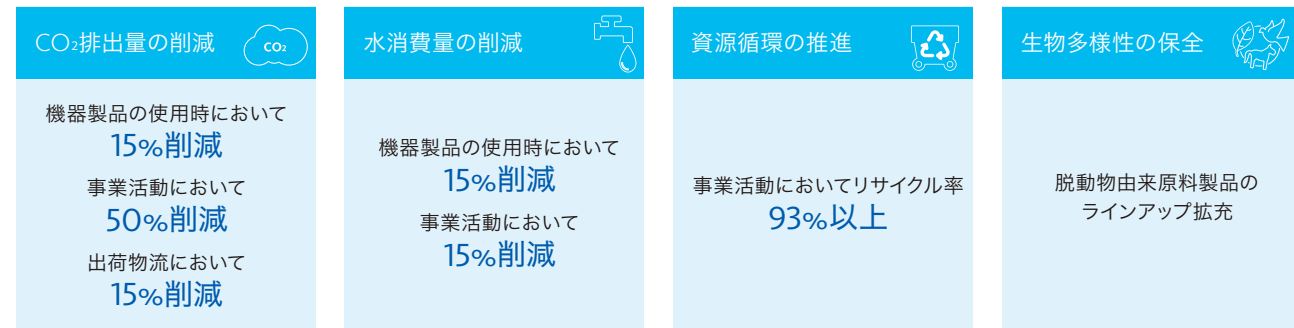 CO₂排出量の削減
CO₂
機器製品の使用時において
15%削減
事業活動において
50%削減
出荷物流において
15%削減
水消費量の削減
機器製品の使用時において
15%削減
事業活動において
15%削減
資源循環の推進
事業活動においてリサイクル率
93%以上
生物多様性の保全
脱動物由来原料製品の
ラインアップ拡充